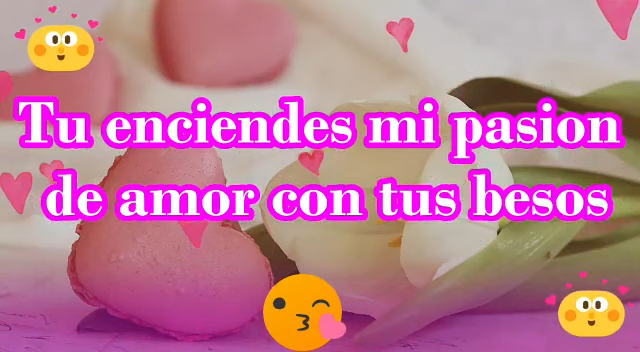 Tu enciendes mi pasion
de amor con tus besos